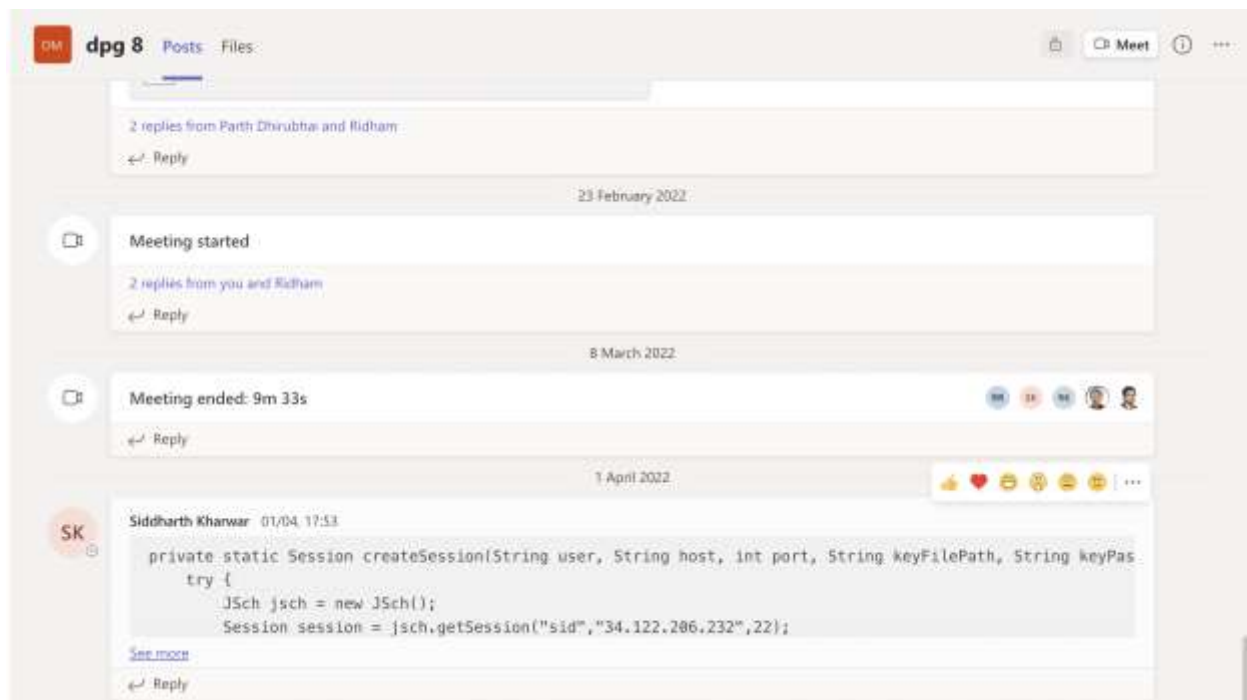 OM dpg 8 Posts Files Meet
2 replies from Parth Dhirubhai and Ridham
Reply
23 February 2022
Meeting started
2 replies from you and Ridham
Reply
8 March 2022
Meeting ended: 9m 33s
Reply
1 April 2022
SK
Siddharth Kharwar 01/04, 17:53
private static Session createSession(String user, String host, int port, String keyFilePath, String keyPas
try {
JSch jsch = new JSch();
Session session = jsch.getSession("sid","34.122.206.232",22);
See more
Reply